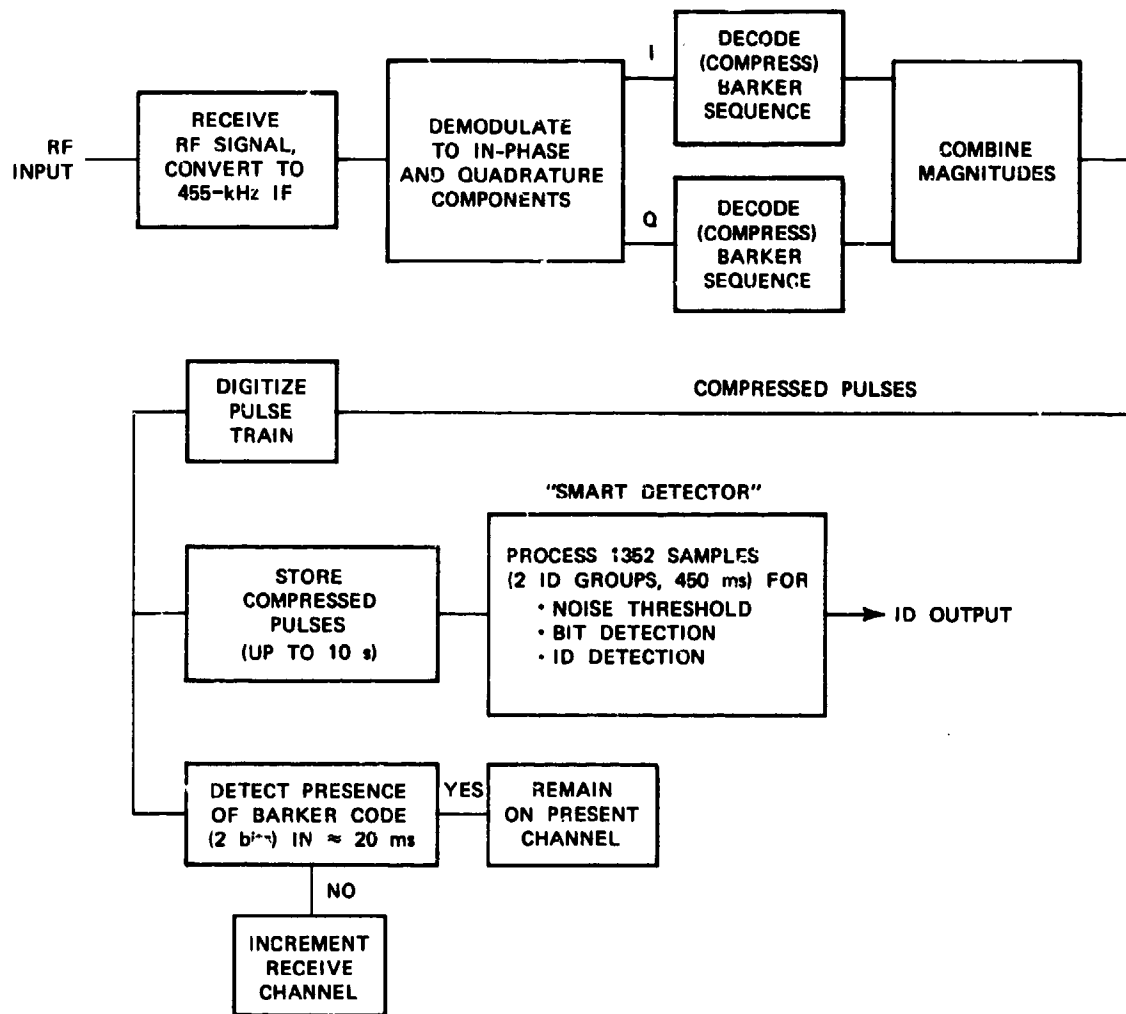 RF
INPUT
RECEIVE
RF SIGNAL,
CONVERT TO
455-kHz IF
DEMODULATE
TO IN-PHASE
AND QUADRATURE
COMPONENTS
I
DECODE
(COMPRESS)
BARKER
SEQUENCE
Q
DECODE
(COMPRESS)
BARKER
SEQUENCE
COMBINE
MAGNITUDES
COMPRESSED PULSES
DIGITIZE
PULSE
TRAIN
STORE
COMPRESSED
PULSES
(UP TO 10 s)
"SMART DETECTOR"
PROCESS 1352 SAMPLES
(2 ID GROUPS, 450 ms) FOR
• NOISE THRESHOLD
• BIT DETECTION
• ID DETECTION
ID OUTPUT
DETECT PRESENCE
OF BARKER CODE
(2 IN ≈ 20 ms
YES
REMAIN
ON PRESENT
CHANNEL
NO
INCREMENT
RECEIVE
CHANNEL